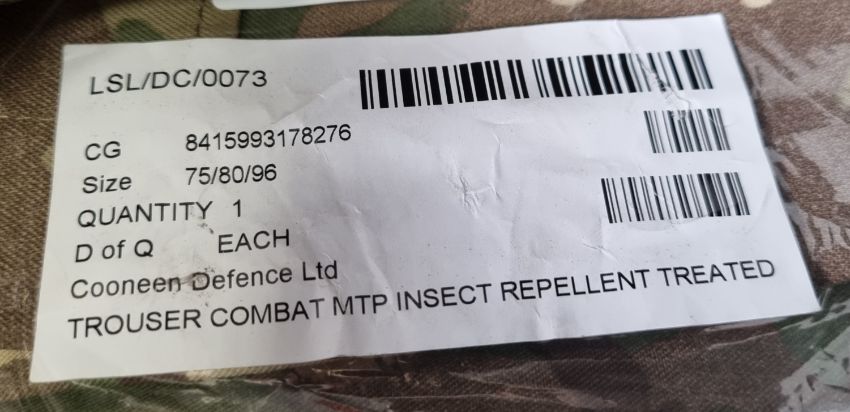 LSL/DC/0073
CG 8415993178276
Size 75/80/96
QUANTITY 1
D of Q EACH
Cooneen Defence Ltd
TROUSER COMBAT MTP INSECT REPELLENT TREATED